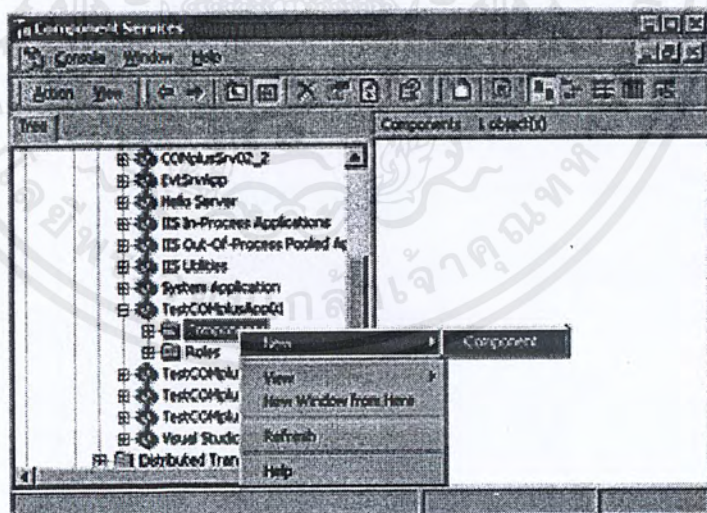 Component Services
Console Window Help
Action View
Tree
Components 1 object(s)
COMplusSrv02_2
EvtSrvApp
Hello Server
IIS In-Process Applications
IIS Out-Of-Process Pooled Ap
IIS Utilities
System Application
TestCOMplusApp01
Components
Roles
TestCOMplu
TestCOMplu
TestCOMplu
Visual Studio
Distributed Tran
New
Component
View
New Window from Here
Refresh
Help